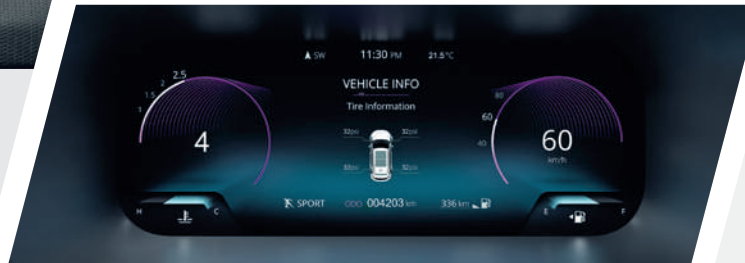 SW 11:30 PM 21.5°C
2.5
2
1.5
1
VEHICLE INFO
Tire Information
80
60
40
4
32psi 32psi
32psi 32psi
60
km/h
SPORT ODO 004203 km 336 km
H C
E F